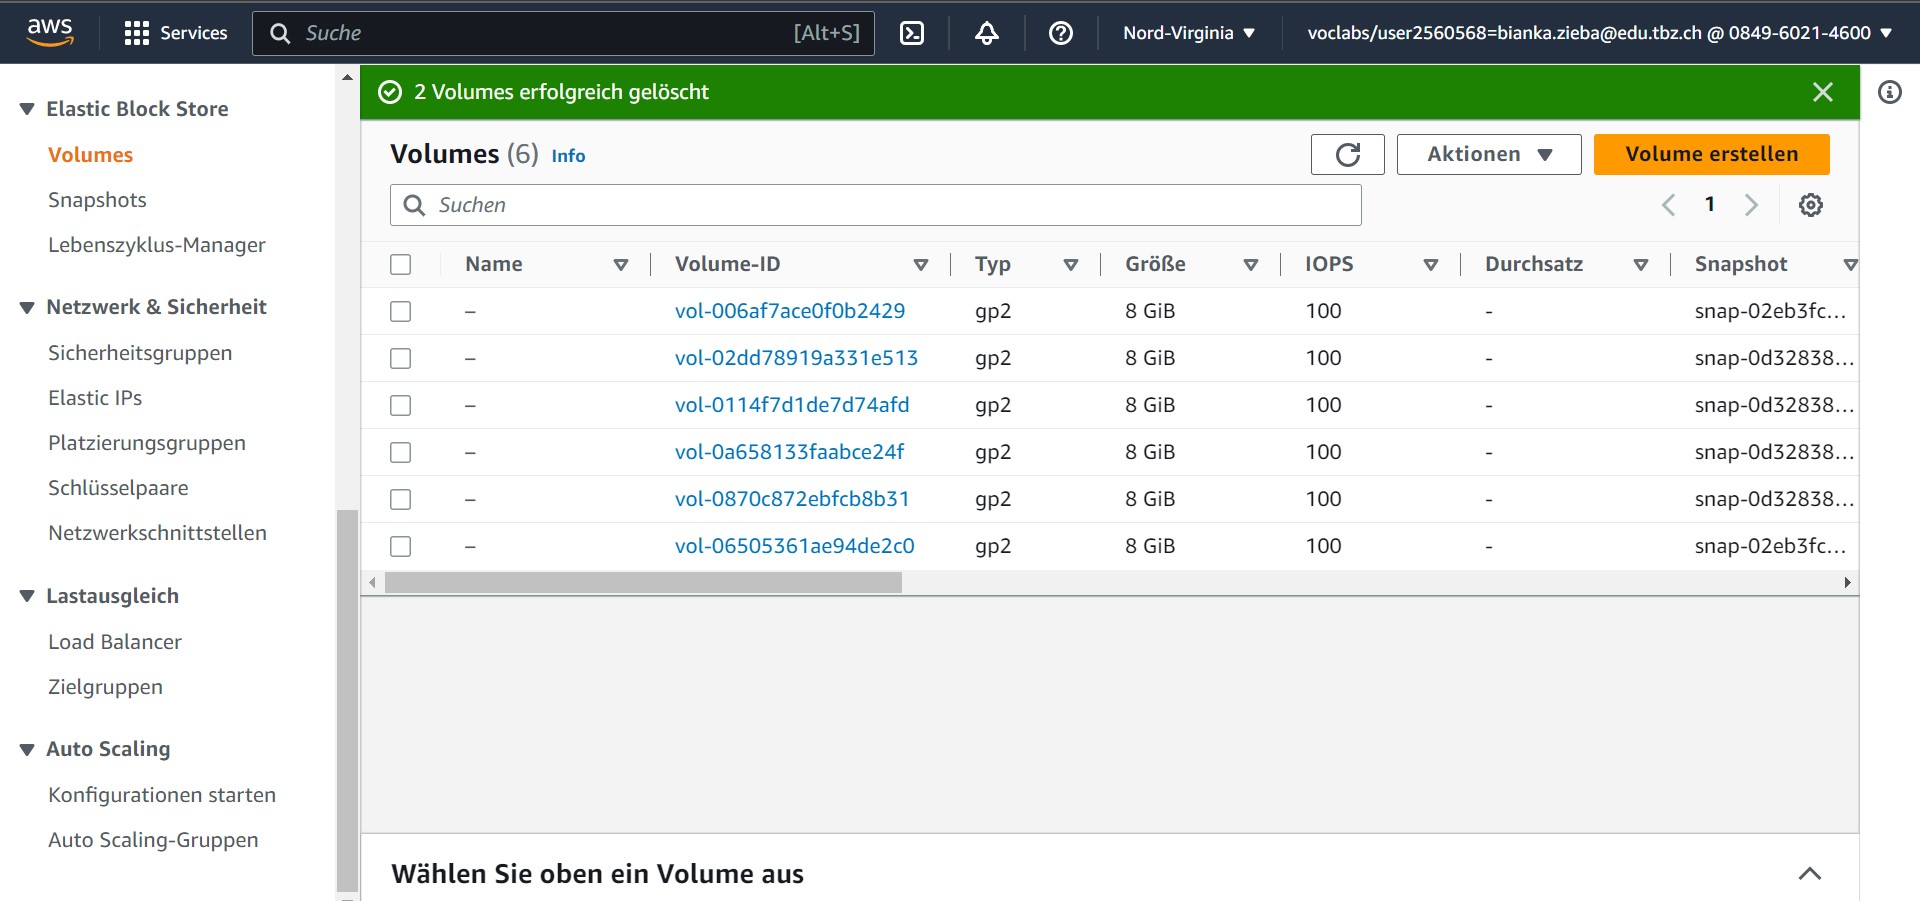 aws Services Suche [Alt+S] Nord-Virginia voclabs/user2560568=bianka.zieba@edu.tbz.ch @ 0849-6021-4600
Elastic Block Store
Volumes
Snapshots
Lebenszyklus-Manager
Netzwerk & Sicherheit
Sicherheitsgruppen
Elastic IPs
Platzierungsgruppen
Schlüsselpaare
Netzwerkschnittstellen
Lastausgleich
Load Balancer
Zielgruppen
Auto Scaling
Konfigurationen starten
Auto Scaling-Gruppen
2 Volumes erfolgreich gelöscht
Volumes (6) Info Aktionen Volume erstellen
Suchen 1
Name Volume-ID Typ Größe IOPS Durchsatz Snapshot
– vol-006af7ace0f0b2429 gp2 8 GiB 100 - snap-02eb3fc...
– vol-02dd78919a331e513 gp2 8 GiB 100 - snap-0d32838...
– vol-0114f7d1de7d74afd gp2 8 GiB 100 - snap-0d32838...
– vol-0a658133faabce24f gp2 8 GiB 100 - snap-0d32838...
– vol-0870c872ebfcb8b31 gp2 8 GiB 100 - snap-0d32838...
– vol-06505361ae94de2c0 gp2 8 GiB 100 - snap-02eb3fc...
Wählen Sie oben ein Volume aus